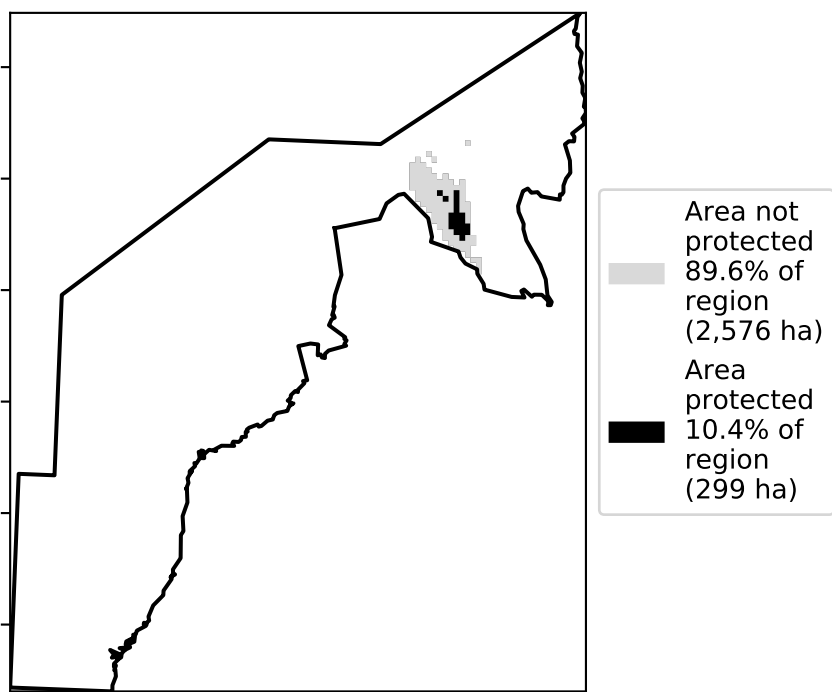 Area not
protected
89.6% of
region
(2,576 ha)
Area
protected
10.4% of
region
(299 ha)